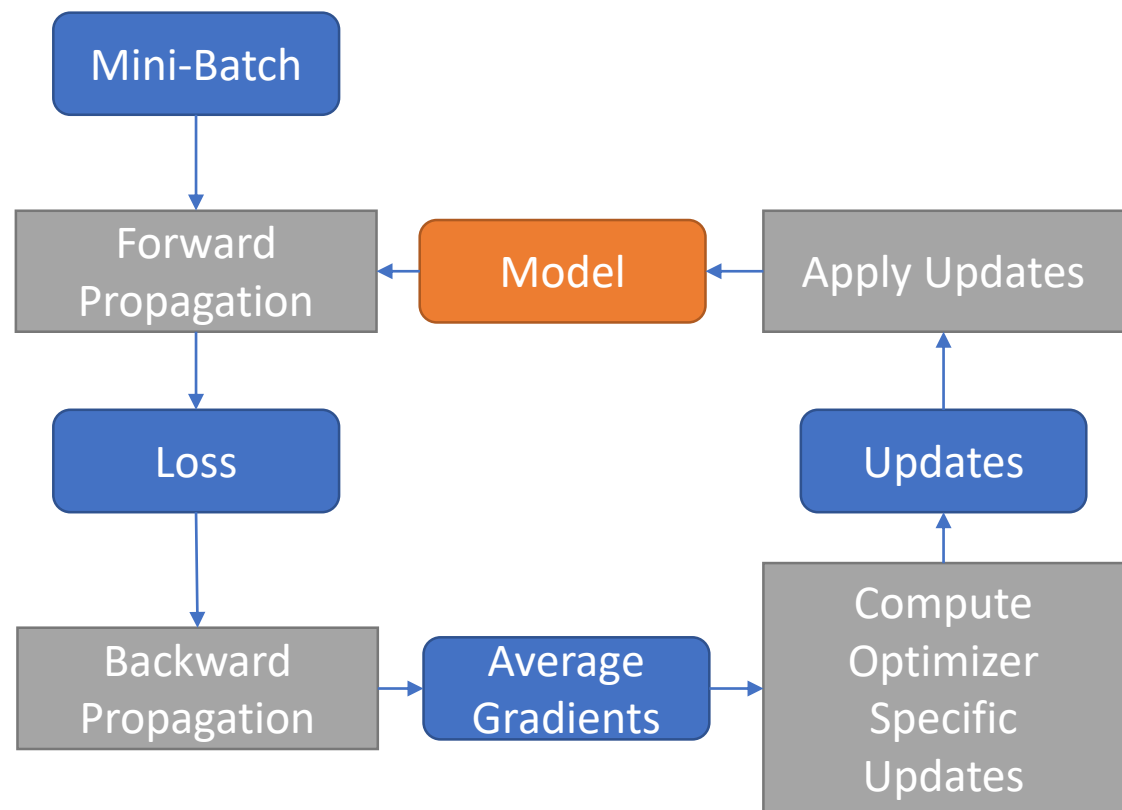 Mini-Batch
Forward
Propagation
Model
Apply Updates
Loss
Updates
Backward
Propagation
Average
Gradients
Compute
Optimizer
Specific
Updates